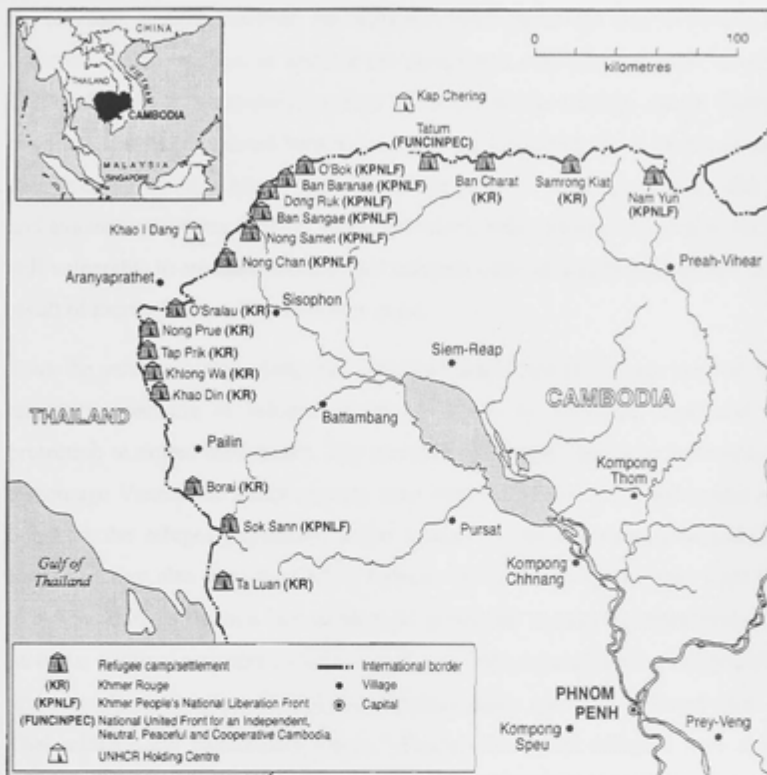 CHINA
LAOS
THAILAND
VIETNAM
CAMBODIA
MALAYSIA
SINGAPORE
0 100
kilometres
Kap Chering
Tatum
(FUNCINPEC)
O'Bok (KPNLF)
Ban Baranae (KPNLF)
Dong Ruk (KPNLF)
Ban Sangae (KPNLF)
Ban Charat
(KR)
Samrong Kiat
(KR)
Nam Yun
(KPNLF)
Khao I Dang
Nong Samet (KPNLF)
Nong Chan (KPNLF)
Preah-Vihear
Aranyaprathet
O'Sralau (KR)
Sisophon
Nong Prue (KR)
Tap Prik (KR)
Siem-Reap
Khlong Wa (KR)
Khao Din (KR)
CAMBODIA
THAILAND
Battambang
Pailin
Kompong
Thom
Borai (KR)
Sok Sann (KPNLF)
Pursat
Gulf of
Thailand
Kompong
Chhnang
Ta Luan (KR)
Refugee camp/settlement
(KR) Khmer Rouge
(KPNLF) Khmer People's National Liberation Front
(FUNCINPEC) National United Front for an Independent,
Neutral, Peaceful and Cooperative Cambodia
UNHCR Holding Centre
International border
Village
Capital
PHNOM
PENH
Kompong
Speu
Prey-Veng